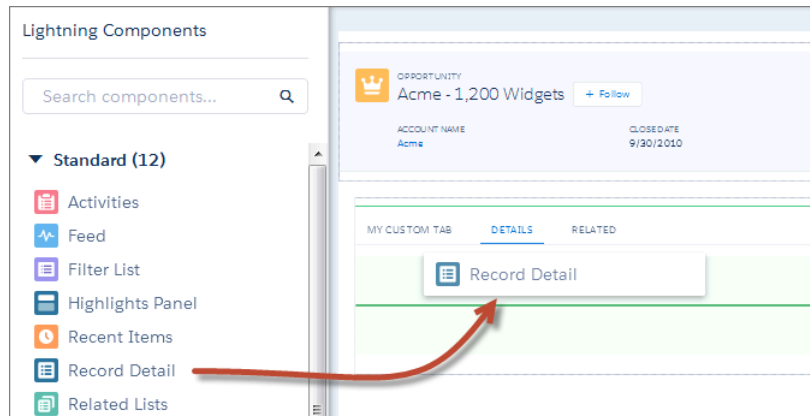 Lightning Components
Search components...
Standard (12)
Activities
Feed
Filter List
Highlights Panel
Recent Items
Record Detail
Related Lists
OPPORTUNITY
Acme - 1,200 Widgets
+ Follow
ACCOUNT NAME
CLOSE DATE
Acme
9/30/2010
MY CUSTOM TAB
DETAILS
RELATED
Record Detail